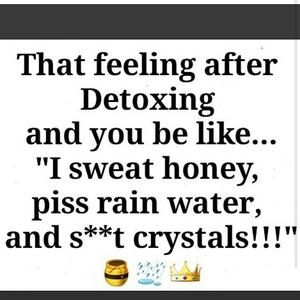 That feeling after
Detoxing
and you be like...
"I sweat honey,
piss rain water,
and s**t crystals!!!"
🍯🌧️👑